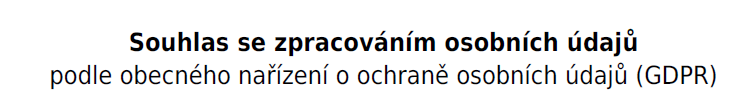 Souhlas se zpracováním osobních údajů
podle obecného nařízení o ochraně osobních údajů (GDPR)